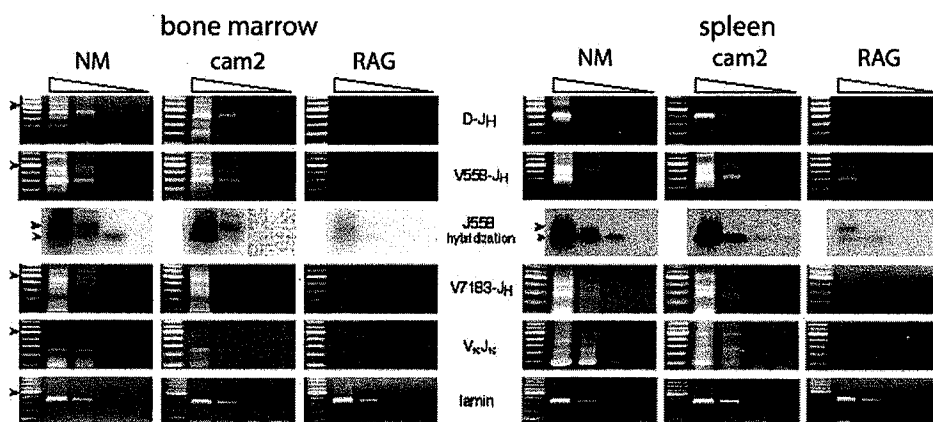 bone marrow spleen
NM cam2 RAG NM cam2 RAG
D-JH
V558-JH
J558
hybridization
V7183-JH
VκJκ
lamin